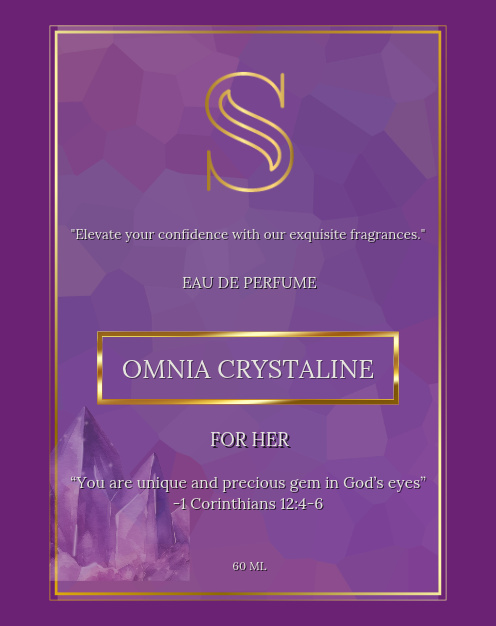 S
"Elevate your confidence with our exquisite fragrances."
EAU DE PERFUME
OMNIA CRYSTALINE
FOR HER
“You are unique and precious gem in God’s eyes”
-1 Corinthians 12:4-6
60 ML